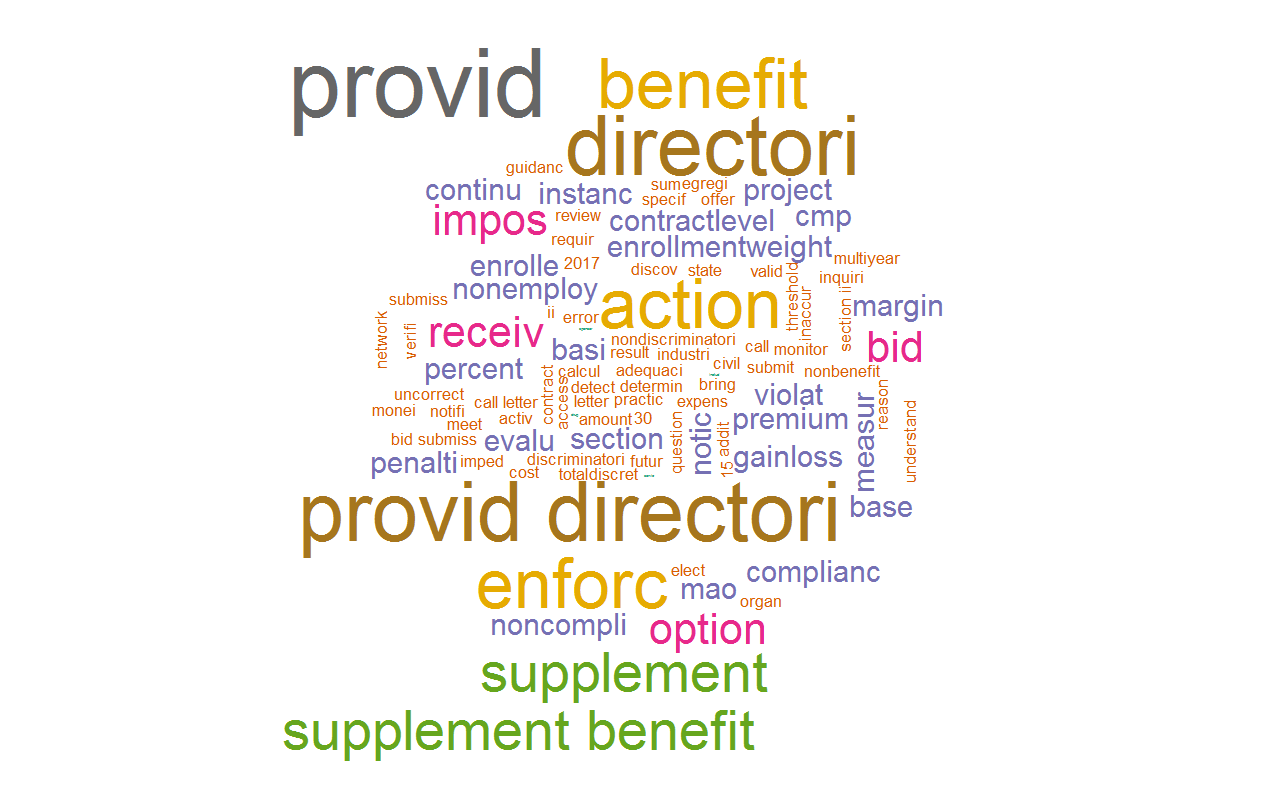 provid
benefit
directori
guidanc
continu
instanc
sumegregi
specif
offer
project
impos
review
contractlevel
cmp
requir
enrollmentweight
enrolle
2017
discov
state
valid
multiyear
inquiri
nonemploy
submiss
ii
error
action
threshold
inaccur
section ii
margin
network
verifi
receiv
basi
nondiscriminatori
result
industri
call
monitor
bid
percent
calcul
adequaci
civil
submit
nonbenefit
detect
determin
bring
uncorrect
contract
access
letter
practic
expens
violat
monei
notifi
call letter
meet
activ
amount
30
premium
reason
understand
bid submiss
evalu
section
question
notic
15 addit
measur
penalti
imped
discriminatori
futur
gainloss
cost
totaldiscret
provid directori
base
enforc
elect
mao
complianc
organ
noncompli
option
supplement
supplement benefit